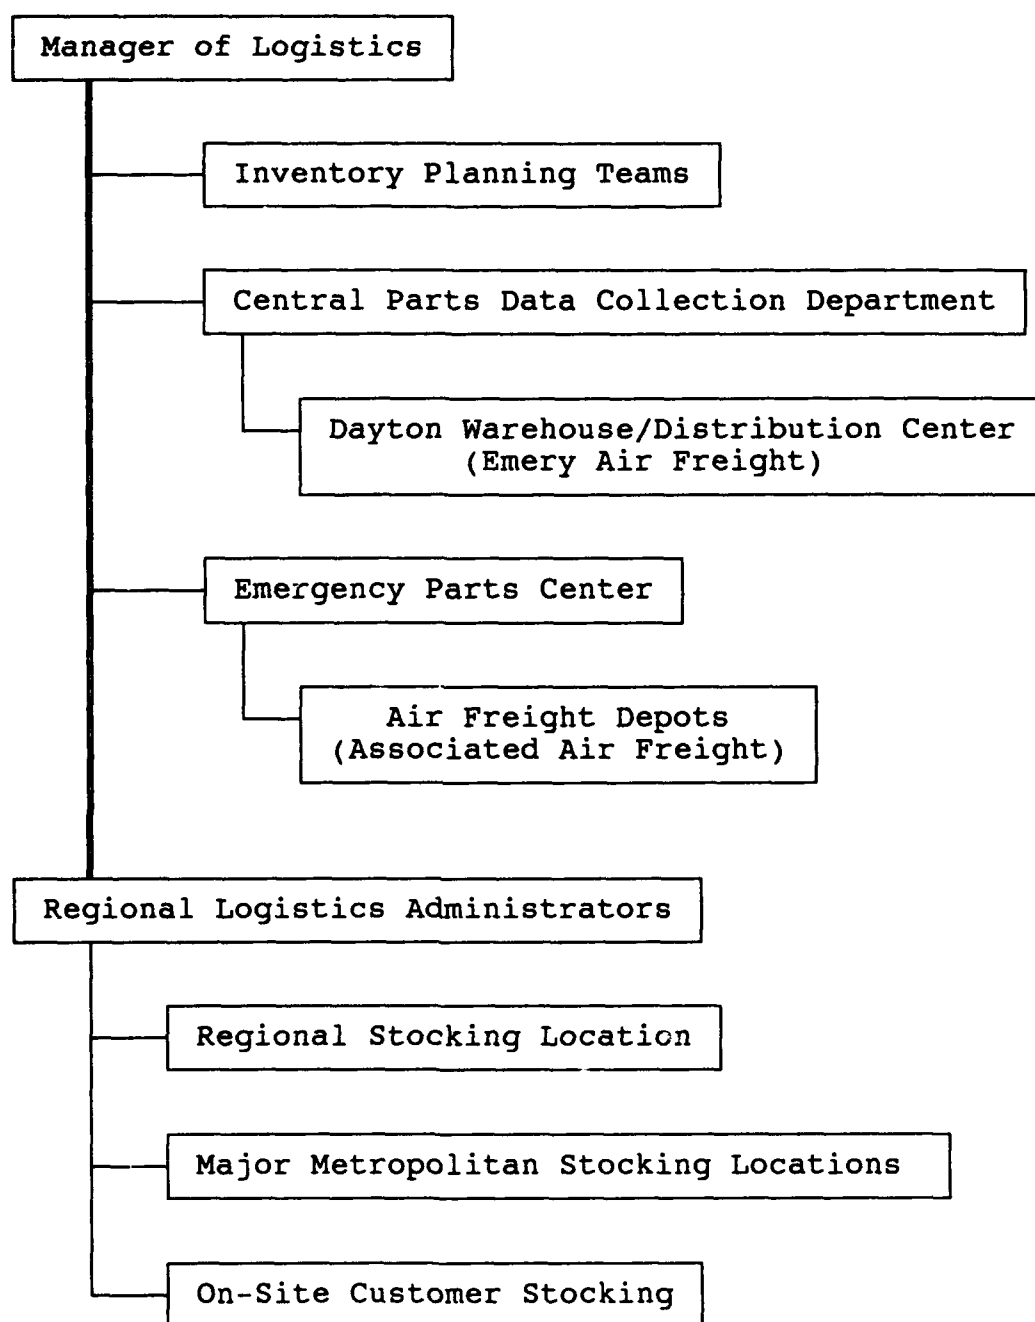 Manager of Logistics
Inventory Planning Teams
Central Parts Data Collection Department
Dayton Warehouse/Distribution Center
(Emery Air Freight)
Emergency Parts Center
Air Freight Depots
(Associated Air Freight)
Regional Logistics Administrators
Regional Stocking Location
Major Metropolitan Stocking Locations
On-Site Customer Stocking